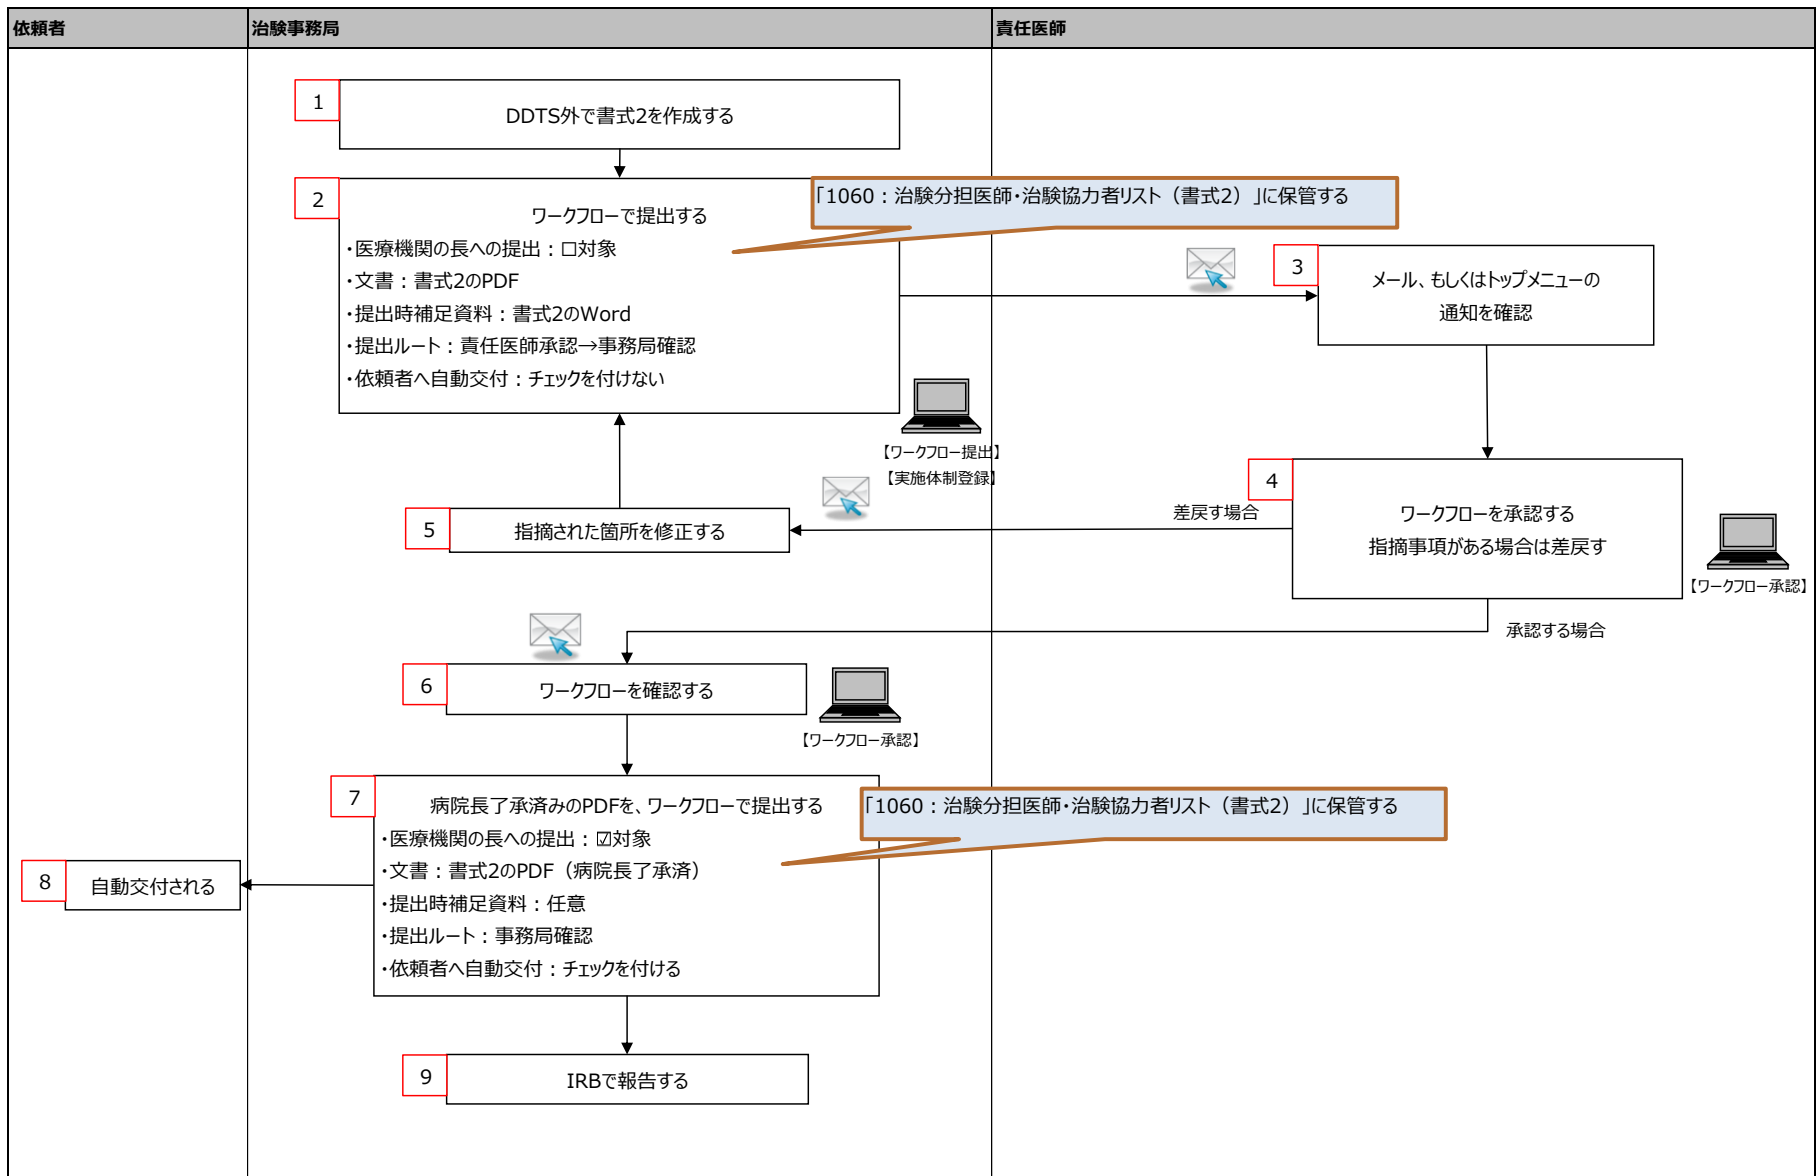 依頼者
治験事務局
責任医師
1
DDTS外で書式2を作成する
2
ワークフローで提出する
・医療機関の長への提出：☐対象
・文書：書式2のPDF
・提出時補足資料：書式2のWord
・提出ルート：責任医師承認→事務局確認
・依頼者へ自動交付：チェックを付けない
「1060：治験分担医師・治験協力者リスト（書式2）」に保管する
【ワークフロー提出】
【実施体制登録】
3
メール、もしくはトップメニューの
通知を確認
4
ワークフローを承認する
指摘事項がある場合は差戻す
【ワークフロー承認】
差戻す場合
5
指摘された箇所を修正する
承認する場合
6
ワークフローを確認する
【ワークフロー承認】
7
病院長了承済みのPDFを、ワークフローで提出する
・医療機関の長への提出：☑対象
・文書：書式2のPDF（病院長了承済）
・提出時補足資料：任意
・提出ルート：事務局確認
・依頼者へ自動交付：チェックを付ける
「1060：治験分担医師・治験協力者リスト（書式2）」に保管する
8
自動交付される
9
IRBで報告する